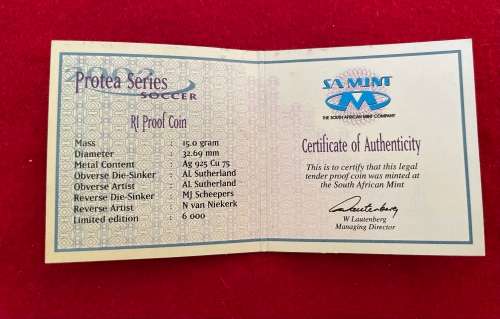 Protea Series
SOCCER
R1 Proof Coin
Mass : 15.0 gram
Diameter : 32.69 mm
Metal Content : Ag 925 Cu 75
Obverse Die-Sinker : AL Sutherland
Obverse Artist : AL Sutherland
Reverse Die-Sinker : MJ Scheepers
Reverse Artist : N van Niekerk
Limited edition : 6 000
SA MINT
M
THE SOUTH AFRICAN MINT COMPANY
Certificate of Authenticity
This is to certify that this legal
tender proof coin was minted at
the South African Mint
W Lautenberg
Managing Director